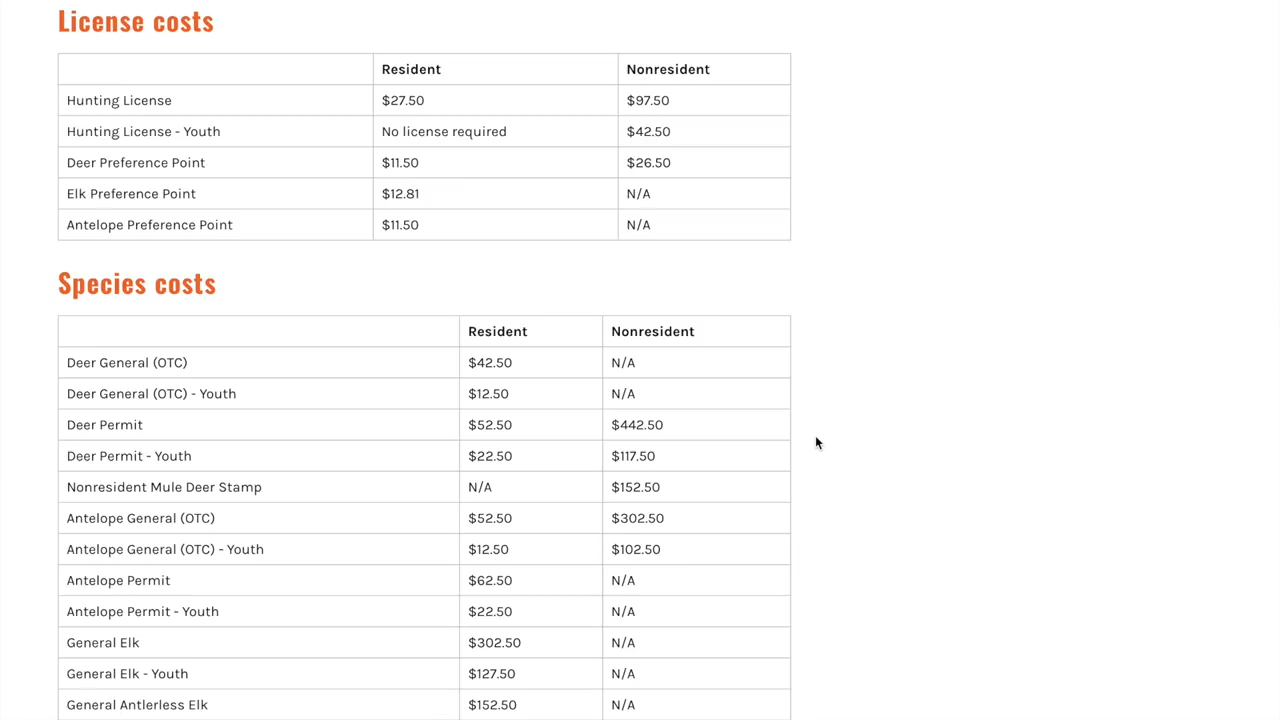 License costs
Resident Nonresident
Hunting License $27.50 $97.50
Hunting License - Youth No license required $42.50
Deer Preference Point $11.50 $26.50
Elk Preference Point $12.81 N/A
Antelope Preference Point $11.50 N/A
Species costs
Resident Nonresident
Deer General (OTC) $42.50 N/A
Deer General (OTC) - Youth $12.50 N/A
Deer Permit $52.50 $442.50
Deer Permit - Youth $22.50 $117.50
Nonresident Mule Deer Stamp N/A $152.50
Antelope General (OTC) $52.50 $302.50
Antelope General (OTC) - Youth $12.50 $102.50
Antelope Permit $62.50 N/A
Antelope Permit - Youth $22.50 N/A
General Elk $302.50 N/A
General Elk - Youth $127.50 N/A
General Antlerless Elk $152.50 N/A